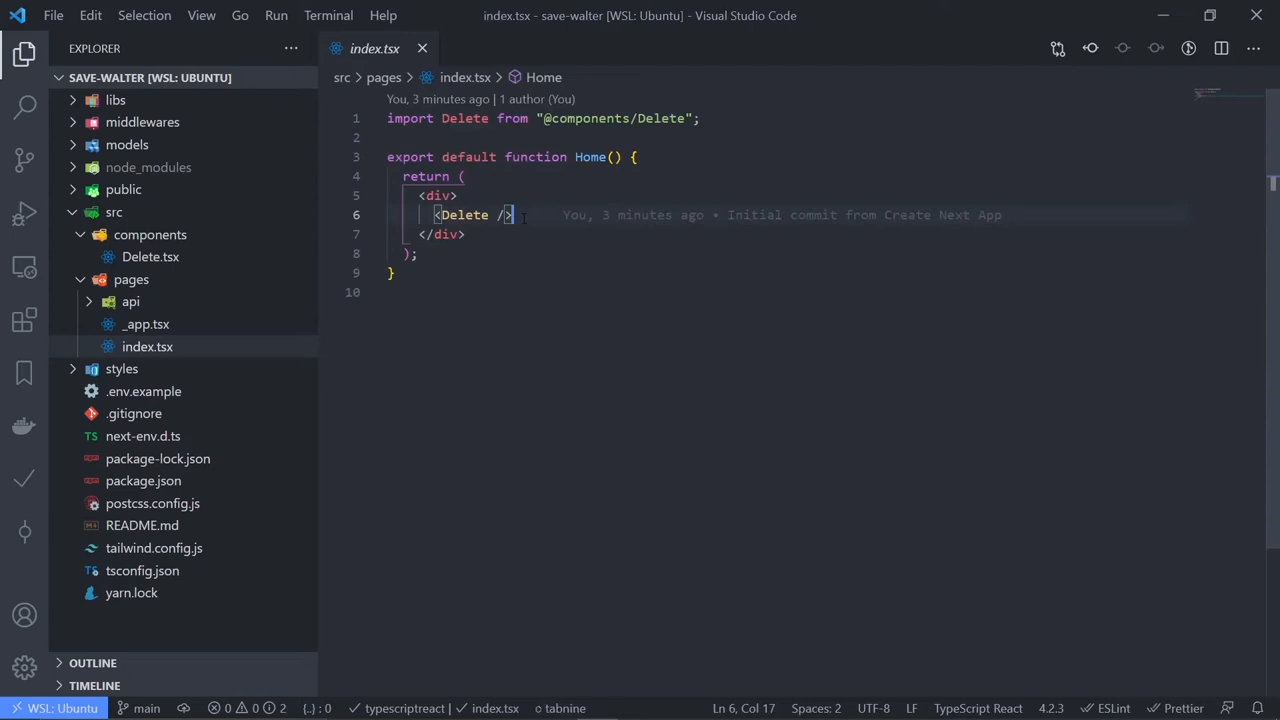 File Edit Selection View Go Run Terminal Help index.tsx - save-walter [WSL: Ubuntu] - Visual Studio Code
EXPLORER
SAVE-WALTER [WSL: UBUNTU]
libs
middlewares
models
node_modules
public
src
components
Delete.tsx
pages
api
_app.tsx
index.tsx
styles
.env.example
.gitignore
TS next-env.d.ts
package-lock.json
package.json
postcss.config.js
README.md
tailwind.config.js
TS tsconfig.json
yarn.lock
OUTLINE
TIMELINE
index.tsx
src > pages > index.tsx > Home
You, 3 minutes ago | 1 author (You)
1 import Delete from "@components/Delete";
2
3 export default function Home() {
4 return (
5 <div>
6 <Delete /> You, 3 minutes ago • Initial commit from Create Next App
7 </div>
8 );
9 }
10
WSL: Ubuntu main 0 0 2 {..} : 0 typescriptreact | index.tsx tabnine Ln 6, Col 17 Spaces: 2 UTF-8 LF TypeScript React 4.2.3 ESLint Prettier